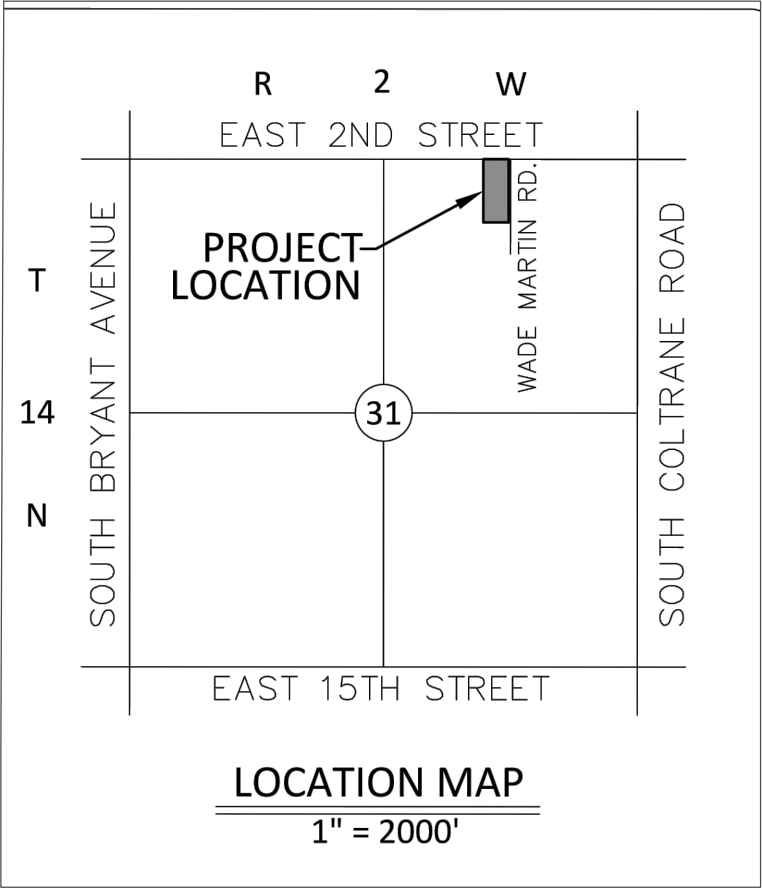 R 2 W
EAST 2ND STREET
WADE MARTIN RD.
SOUTH BRYANT AVENUE
SOUTH COLTRANE ROAD
PROJECT
LOCATION
T
14
N
31
EAST 15TH STREET
LOCATION MAP
1" = 2000'